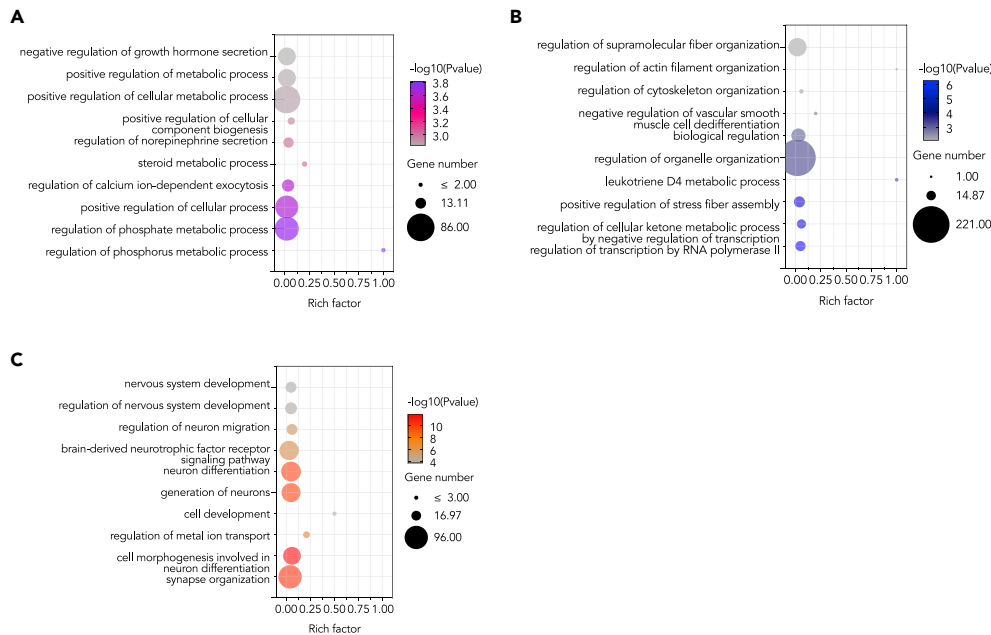 A
negative regulation of growth hormone secretion
positive regulation of metabolic process
positive regulation of cellular metabolic process
positive regulation of cellular
component biogenesis
regulation of norepinephrine secretion
steroid metabolic process
regulation of calcium ion-dependent exocytosis
positive regulation of cellular process
regulation of phosphate metabolic process
regulation of phosphorus metabolic process
0.00 0.25 0.50 0.75 1.00
Rich factor
-log10(Pvalue)
3.8
3.6
3.4
3.2
3.0
Gene number
≤ 2.00
13.11
86.00
B
regulation of supramolecular fiber organization
regulation of actin filament organization
regulation of cytoskeleton organization
negative regulation of vascular smooth
muscle cell dedifferentiation
biological regulation
regulation of organelle organization
leukotriene D4 metabolic process
positive regulation of stress fiber assembly
regulation of cellular ketone metabolic process
by negative regulation of transcription
regulation of transcription by RNA polymerase II
0.00 0.25 0.50 0.75 1.00
Rich factor
-log10(Pvalue)
6
5
4
3
Gene number
1.00
14.87
221.00
C
nervous system development
regulation of nervous system development
regulation of neuron migration
brain-derived neurotrophic factor receptor
signaling pathway
neuron differentiation
generation of neurons
cell development
regulation of metal ion transport
cell morphogenesis involved in
neuron differentiation
synapse organization
0.00 0.25 0.50 0.75 1.00
Rich factor
-log10(Pvalue)
10
8
6
4
Gene number
≤ 3.00
16.97
96.00